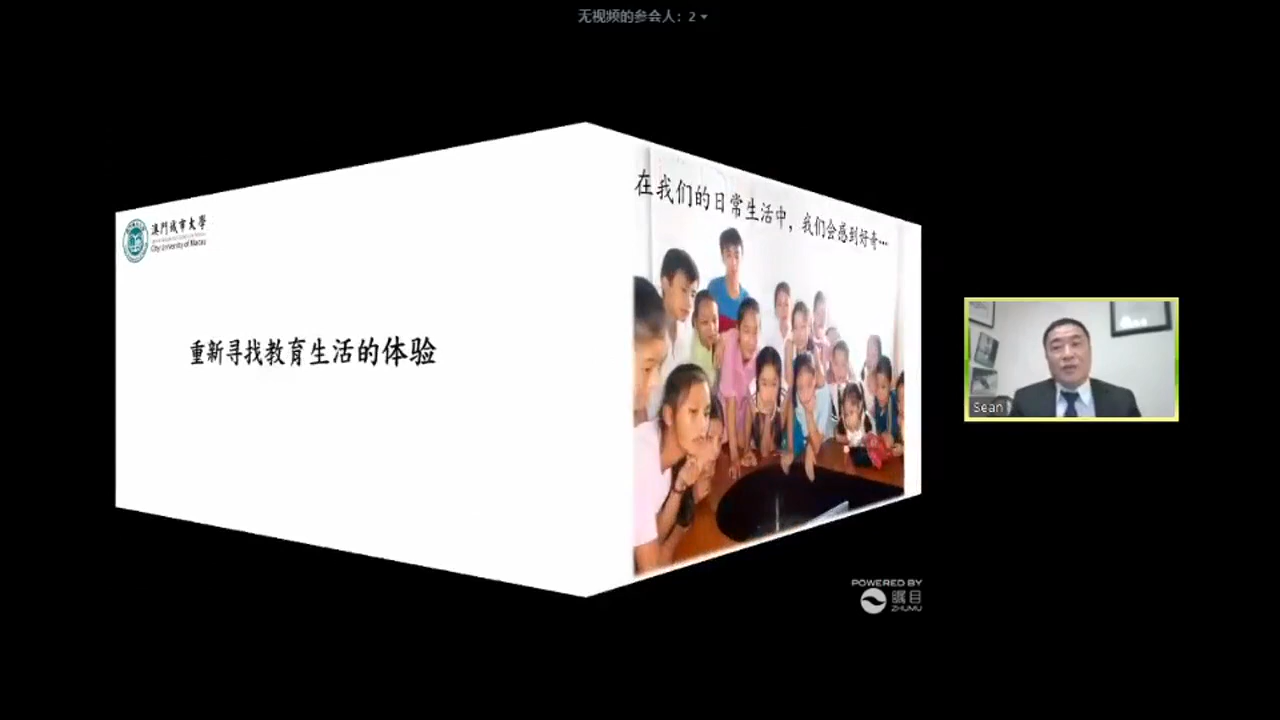 无视频的参会人：2
澳門城市大學
City University of Macau
重新寻找教育生活的体验
在我们的日常生活中，我们会感到好奇…
Sean
POWERED BY
瞩目
ZHUMU